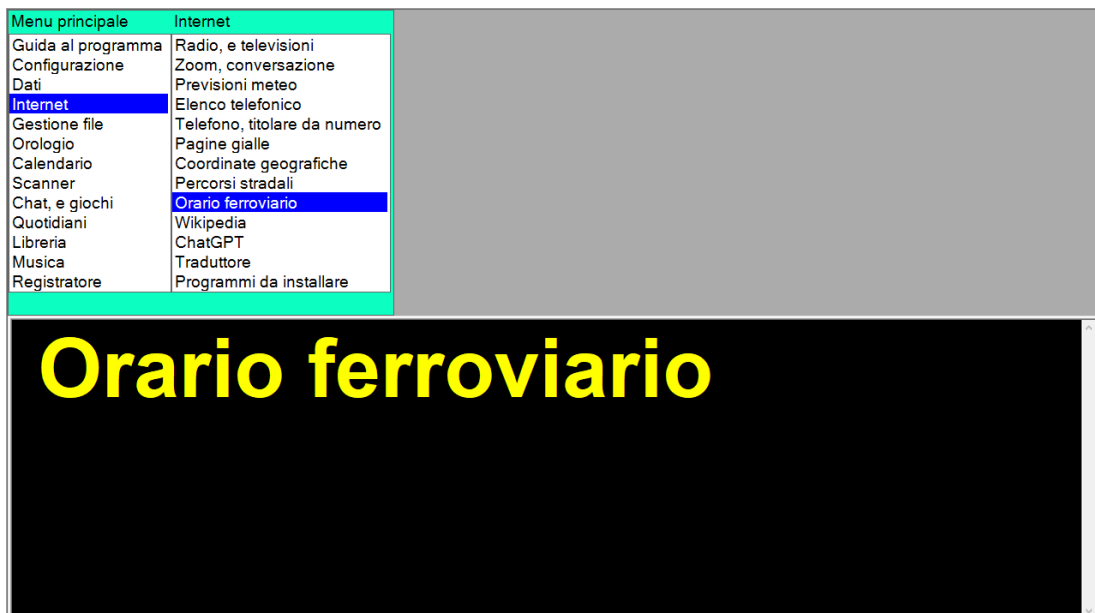 Menu principale
Guida al programma
Configurazione
Dati
Internet
Gestione file
Orologio
Calendario
Scanner
Chat, e giochi
Quotidiani
Libreria
Musica
Registratore
Internet
Radio, e televisioni
Zoom, conversazione
Previsioni meteo
Elenco telefonico
Telefono, titolare da numero
Pagine gialle
Coordinate geografiche
Percorsi stradali
Orario ferroviario
Wikipedia
ChatGPT
Traduttore
Programmi da installare
Orario ferroviario